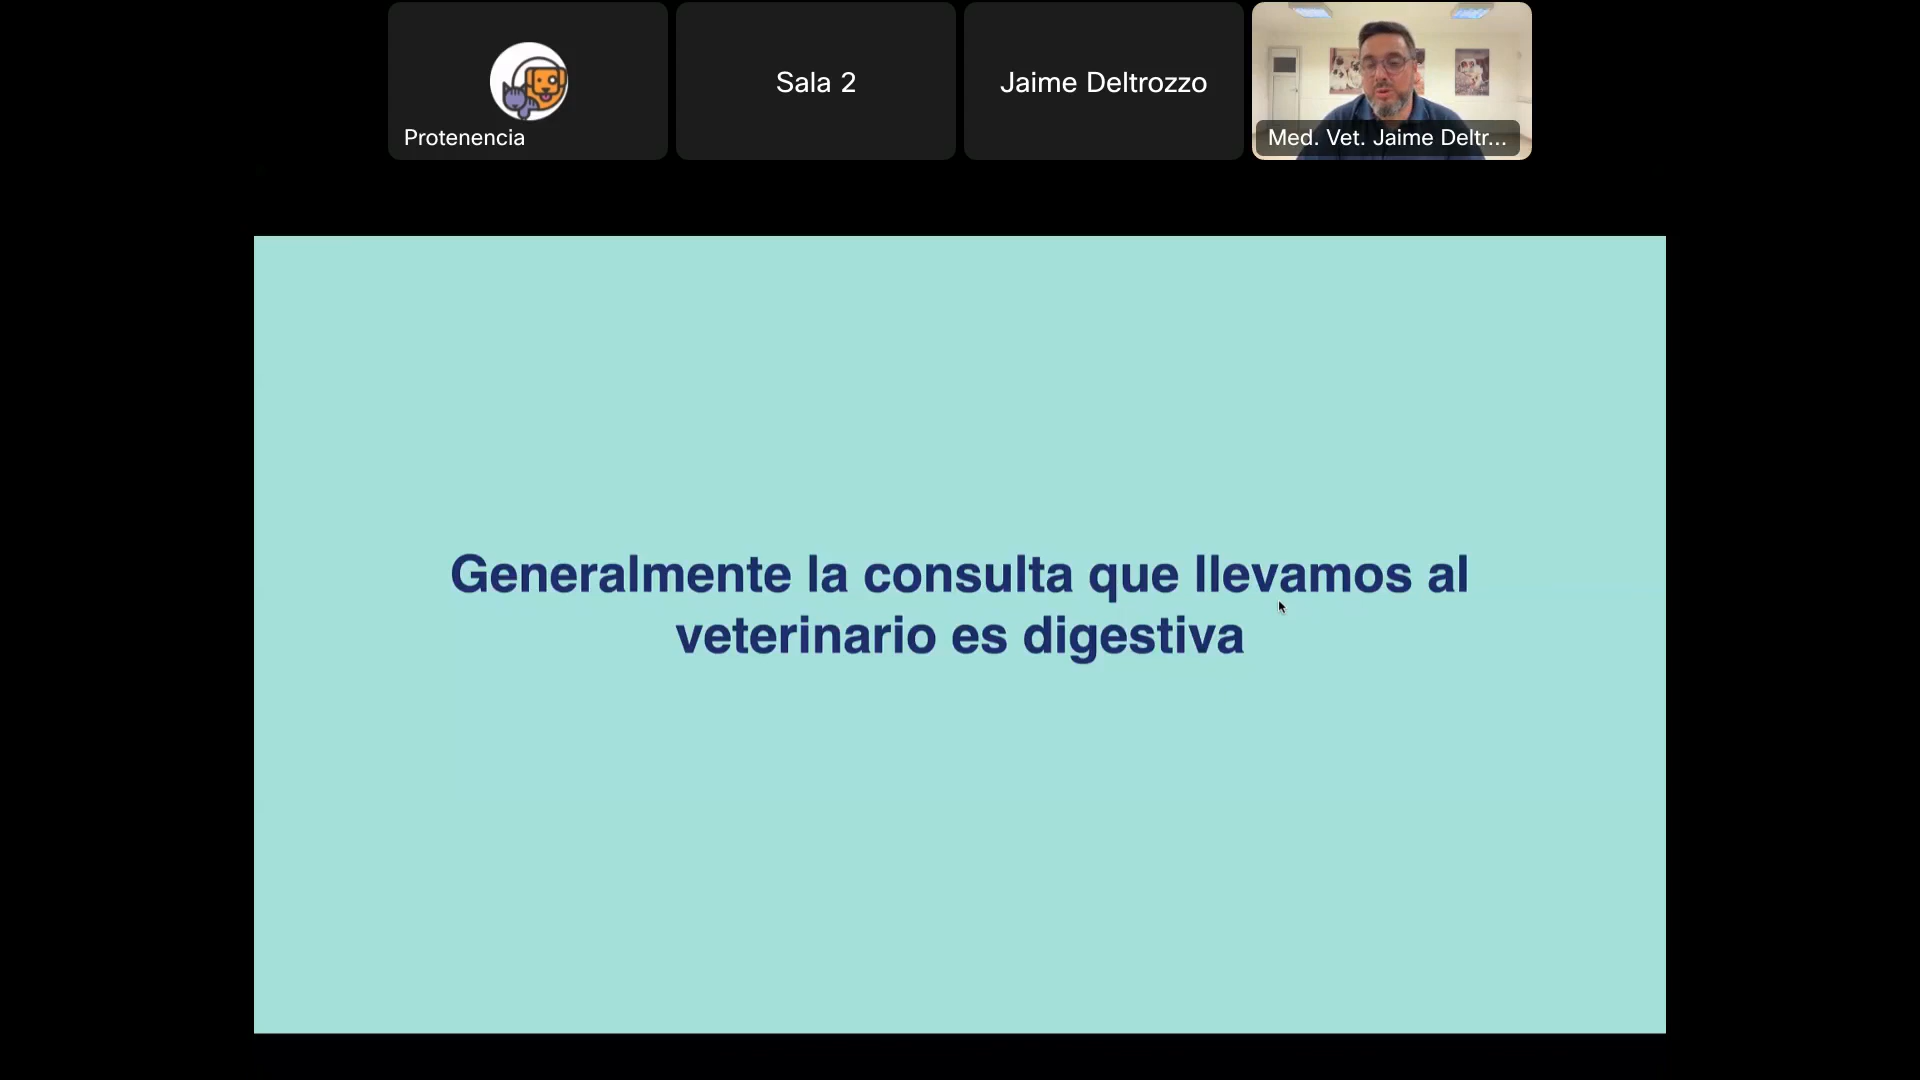 Protenencia
Sala 2
Jaime Deltrozzo
Med. Vet. Jaime Deltr...
Generalmente la consulta que llevamos al
veterinario es digestiva